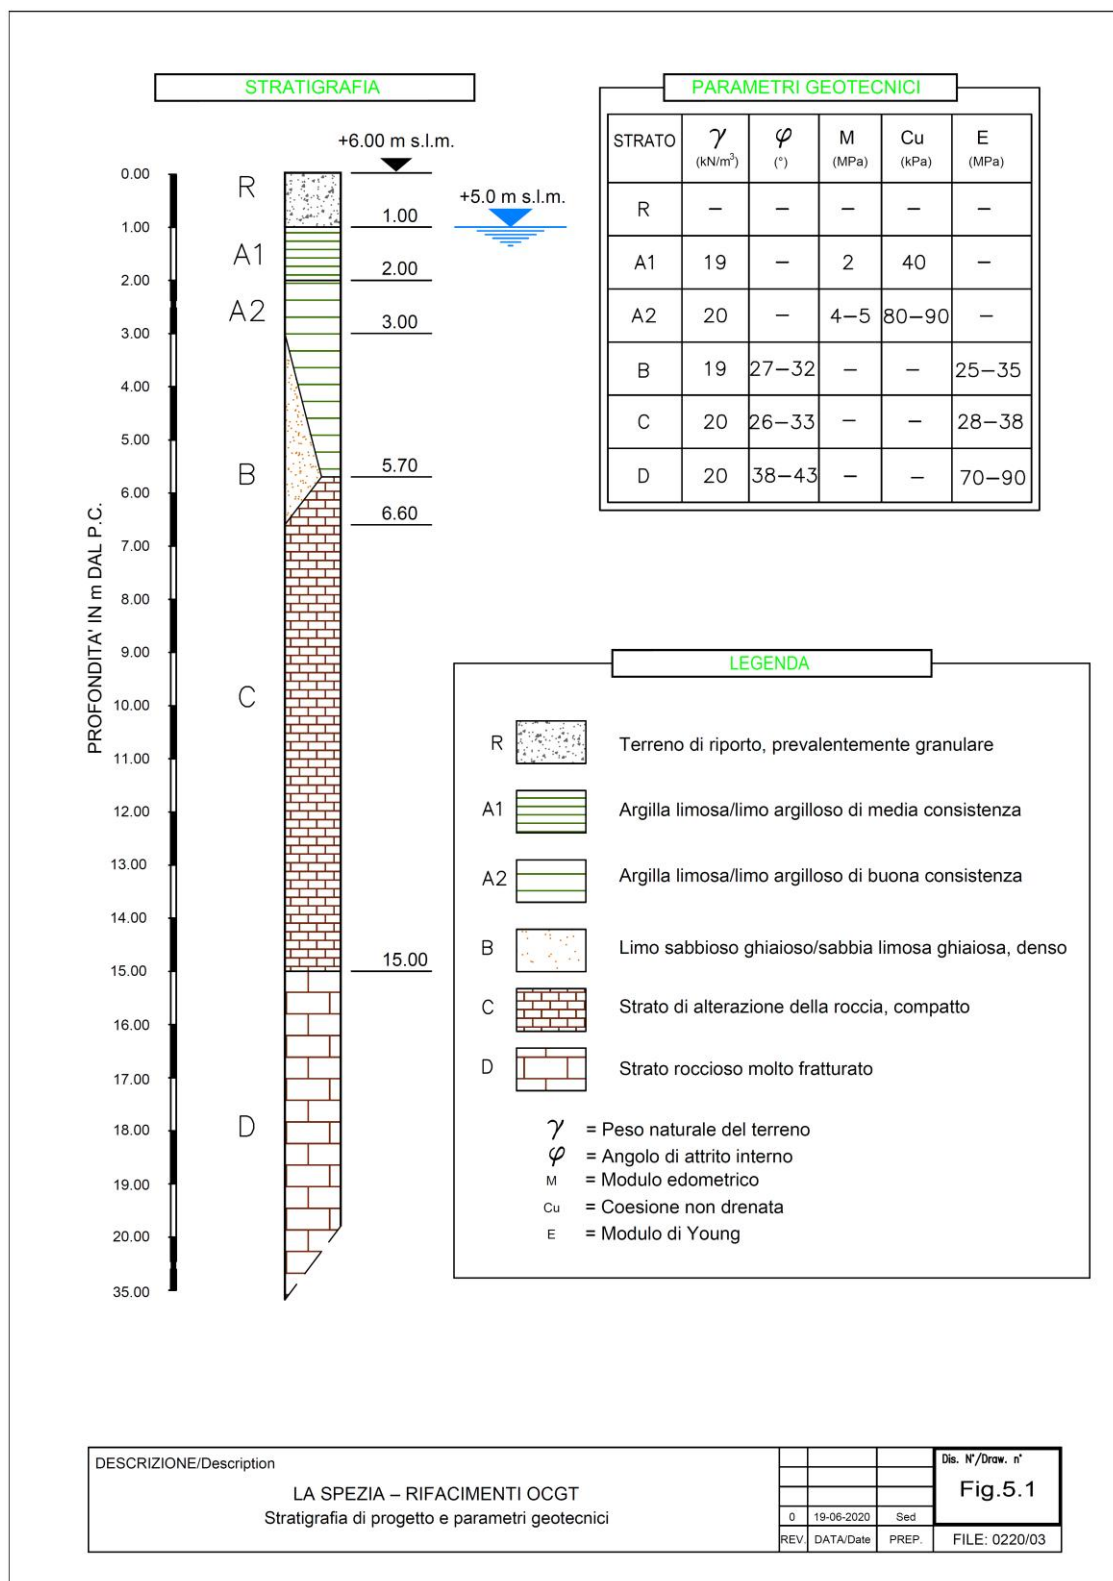 STRATIGRAFIA
+6.00 m s.l.m.
+5.0 m s.l.m.
PROFONDITA' IN m DAL P.C.
0.00
1.00
2.00
3.00
4.00
5.00
6.00
7.00
8.00
9.00
10.00
11.00
12.00
13.00
14.00
15.00
16.00
17.00
18.00
19.00
20.00
35.00
R
A1
A2
B
C
D
1.00
2.00
3.00
5.70
6.60
15.00
PARAMETRI GEOTECNICI
STRATO γ (kN/m³) φ (°) M (MPa) Cu (kPa) E (MPa)
R – – – – –
A1 19 – 2 40 –
A2 20 – 4–5 80–90 –
B 19 27–32 – – 25–35
C 20 26–33 – – 28–38
D 20 38–43 – – 70–90
LEGENDA
R Terreno di riporto, prevalentemente granulare
A1 Argilla limosa/limo argilloso di media consistenza
A2 Argilla limosa/limo argilloso di buona consistenza
B Limo sabbioso ghiaioso/sabbia limosa ghiaiosa, denso
C Strato di alterazione della roccia, compatto
D Strato roccioso molto fratturato
γ = Peso naturale del terreno
φ = Angolo di attrito interno
M = Modulo edometrico
Cu = Coesione non drenata
E = Modulo di Young
DESCRIZIONE/Description
LA SPEZIA – RIFACIMENTI OCGT
Stratigrafia di progetto e parametri geotecnici
0 19-06-2020 Sed
REV. DATA/Date PREP.
Dis. N°/Draw. n°
Fig.5.1
FILE: 0220/03